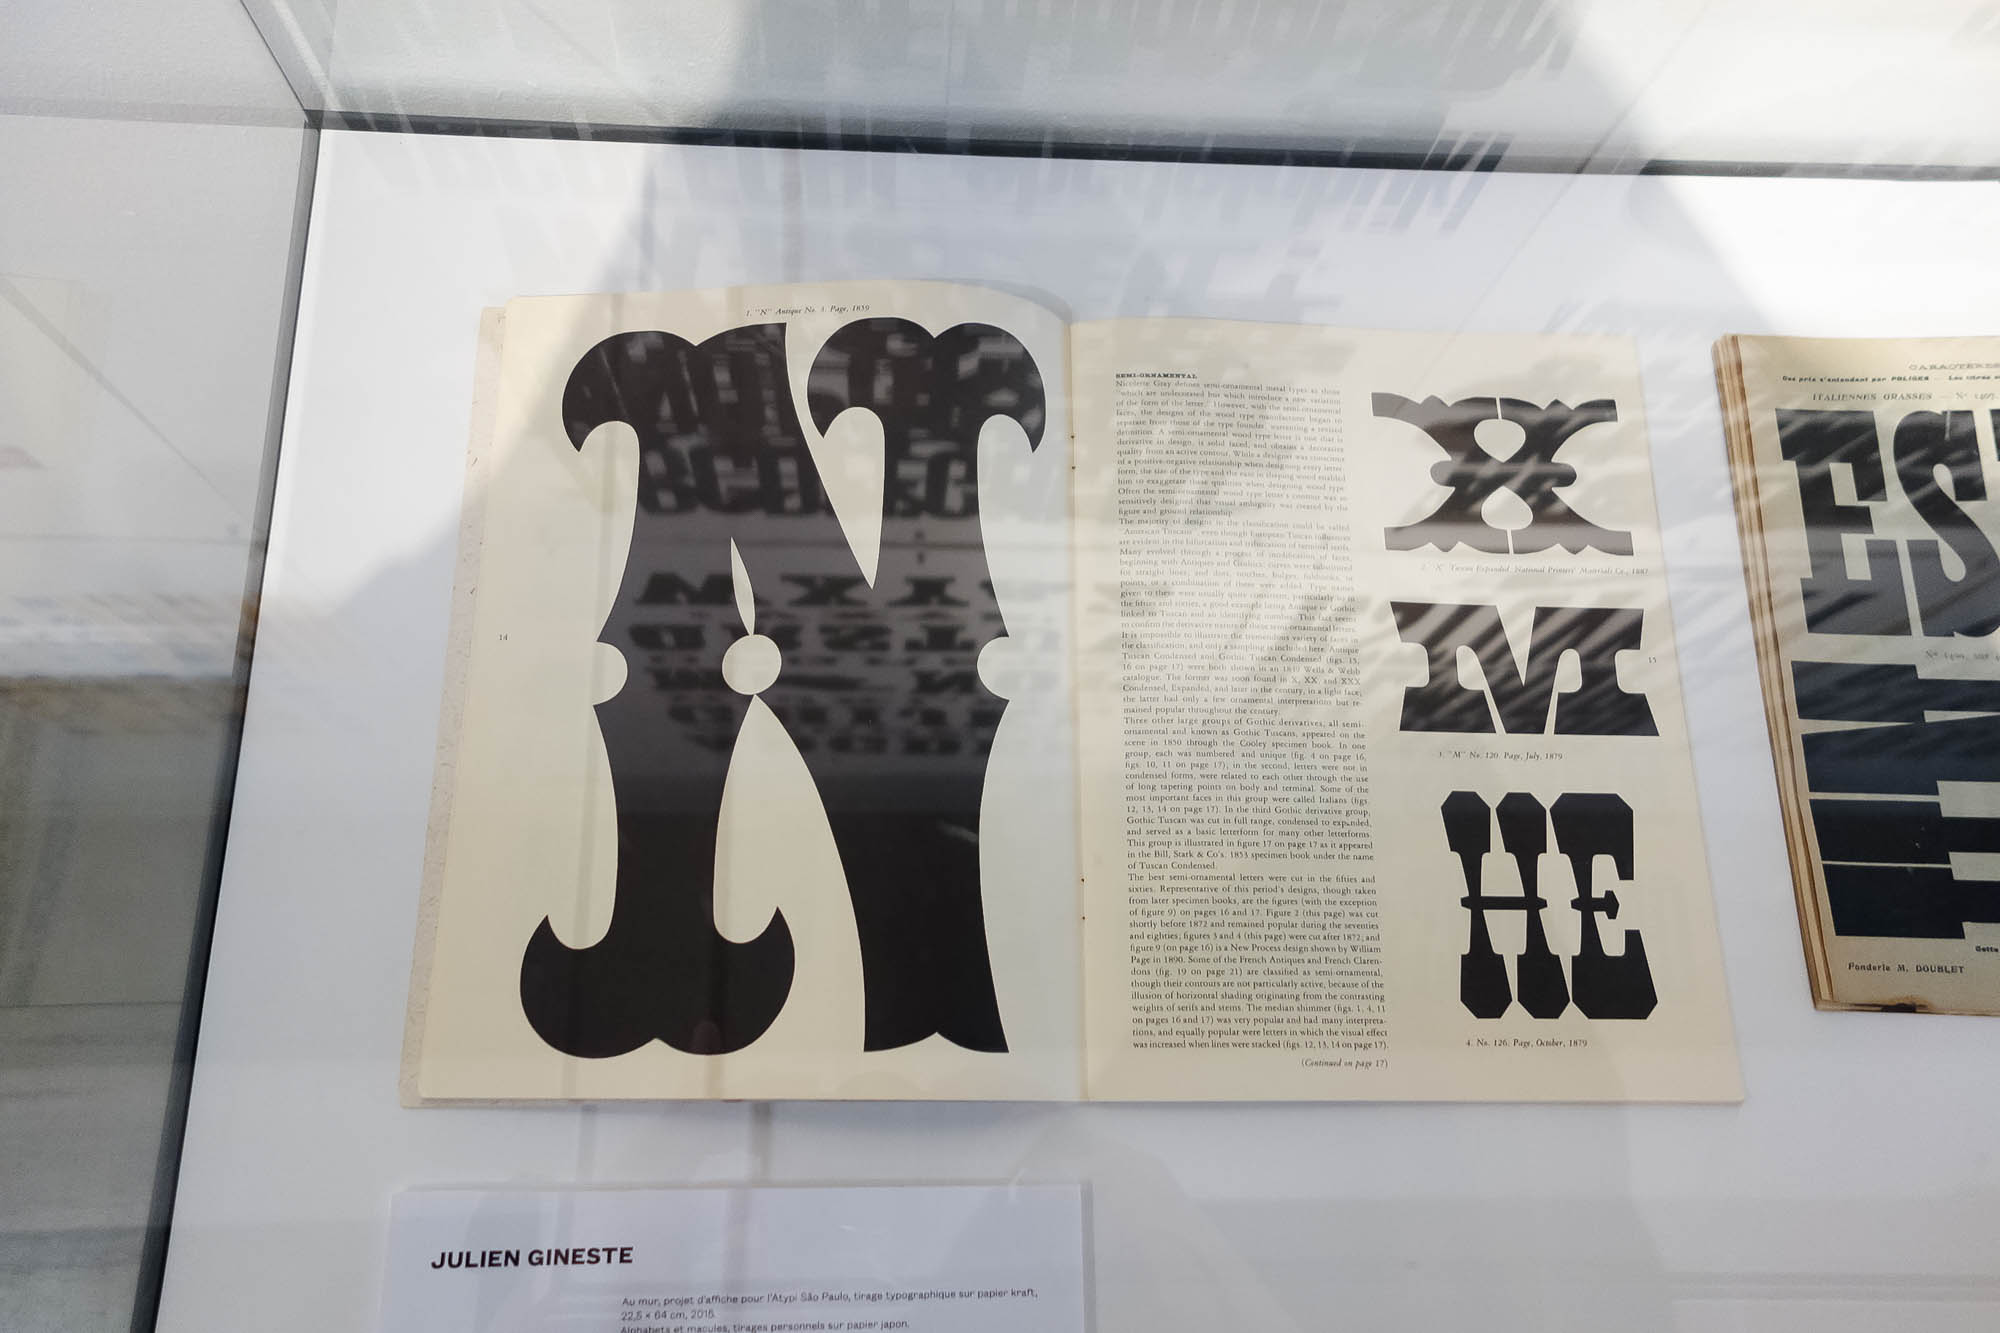 1. "N" Antique No. 3. Page, 1859
N
14
SEMI-ORNAMENTAL
Nicolette Gray defines semi-ornamental metal types as those
"which are undecorated but which introduce a new variation
of the form of the letter." However, with the semi-ornamental
faces, the designs of the wood type manufacturers began to
separate from those of the type founder, warranting a revised
definition. A semi-ornamental wood type letter is one that is
derivative in design, is solid faced, and obtains a decorative
quality from an active contour. While a designer was conscious
of a positive-negative relationship when designing every letter-
form, the size of the type and the ease in shaping wood enabled
him to exaggerate these qualities when designing wood type.
Often the semi-ornamental wood type letter's contour was so
sensitively designed that visual ambiguity was created by the
figure and ground relationship.
The majority of designs in the classification could be called
"American Tuscans", even though European Tuscan influences
are evident in the bifurcation and trifurcation of terminal serifs.
Many evolved through a process of modification of faces,
beginning with Antiques and Gothics; curves were substituted
for straight lines, and dots, notches, bulges, fishhooks, or
points, or a combination of these were added. Type names
given to these were usually quite consistent, particularly so in
the fifties and sixties, a good example being Antique or Gothic
linked to Tuscan and an identifying number. This fact seems
to confirm the derivative nature of these semi-ornamental letters.
It is impossible to illustrate the tremendous variety of faces in
the classification, and only a sampling is included here. Antique
Tuscan Condensed and Gothic Tuscan Condensed (figs. 15,
16 on page 17) were both shown in an 1849 Wells & Webb
catalogue. The former was soon found in X, XX, and XXX
Condensed, Expanded, and later in the century, in a light face;
the latter had only a few ornamental interpretations but re-
mained popular throughout the century.
Three other large groups of Gothic derivatives, all semi-
ornamental and known as Gothic Tuscans, appeared on the
scene in 1850 through the Cooley specimen book. In one
group, each was numbered and unique (fig. 4 on page 16,
figs. 10, 11 on page 17); in the second, letters were not in
condensed forms, were related to each other through the use
of long tapering points on body and terminal. Some of the
most important faces in this group were called Italians (figs.
12, 13, 14 on page 17). In the third Gothic derivative group,
Gothic Tuscan was cut in full range, condensed to expanded,
and served as a basic letterform for many other letterforms.
This group is illustrated in figure 17 on page 17 as it appeared
in the Bill, Stark & Co's. 1853 specimen book under the name
of Tuscan Condensed.
The best semi-ornamental letters were cut in the fifties and
sixties. Representative of this period's designs, though taken
from later specimen books, are the figures (with the exception
of figure 9) on pages 16 and 17. Figure 2 (this page) was cut
shortly before 1872 and remained popular during the seventies
and eighties; figures 3 and 4 (this page) were cut after 1872; and
figure 9 (on page 16) is a New Process design shown by William
Page in 1890. Some of the French Antiques and French Claren-
dons (fig. 19 on page 21) are classified as semi-ornamental,
though their contours are not particularly active, because of the
illusion of horizontal shading originating from the contrasting
weights of serifs and stems. The median shimmer (figs. 1, 4, 11
on pages 16 and 17) was very popular and had many interpreta-
tions, and equally popular were letters in which the visual effect
was increased when lines were stacked (figs. 12, 13, 14 on page 17).
(Continued on page 17)
X
2. "X" Tuscan Expanded. National Printers' Materials Co., 1887
M
15
3. "M" No. 120. Page, July, 1879
HE
4. No. 126. Page, October, 1879
CARACTÈRES
Ces prix s'entendent par POLICES — Les titres
ITALIENNES GRASSES — Nº 1407.
ES
Fonderie M. DOUBLET
JULIEN GINESTE
Au mur, projet d'affiche pour l'Atypi São Paulo, tirage typographique sur papier kraft,
22,5 × 64 cm, 2015.
Alphabets et macules, tirages personnels sur papier japon.